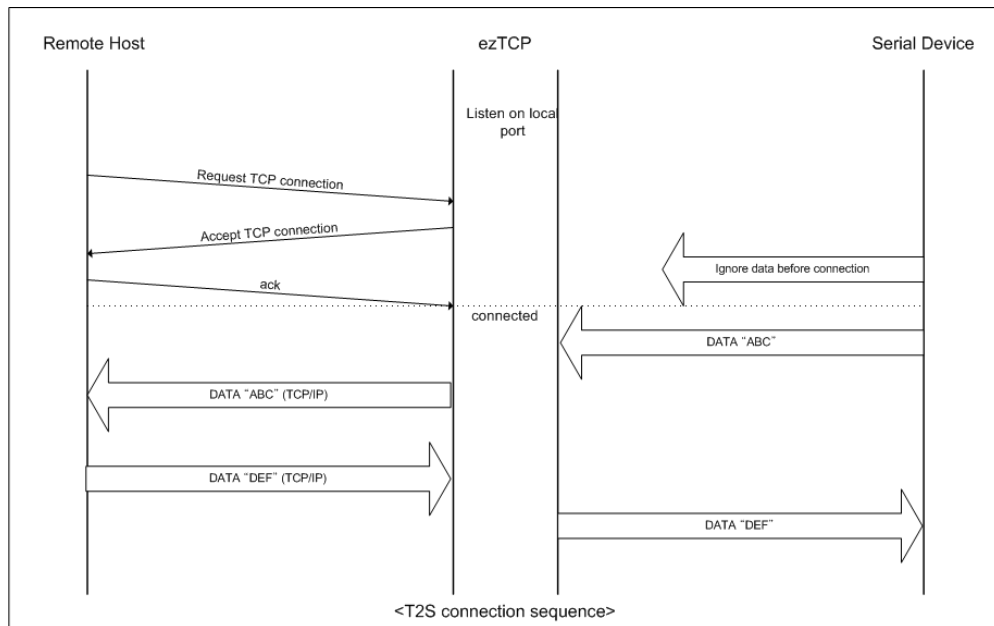 Remote Host
ezTCP
Serial Device
Listen on local
port
Request TCP connection
Accept TCP connection
Ignore data before connection
ack
connected
DATA “ABC”
DATA “ABC” (TCP/IP)
DATA “DEF” (TCP/IP)
DATA “DEF”
<T2S connection sequence>